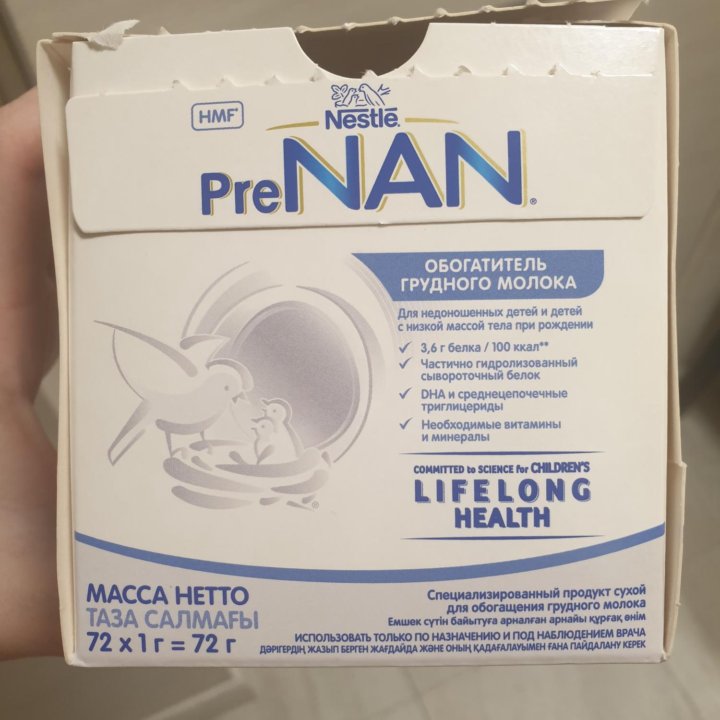 HMF*
Nestlé
PreNAN®
ОБОГАТИТЕЛЬ
ГРУДНОГО МОЛОКА
Для недоношенных детей и детей
с низкой массой тела при рождении
✓ 3,6 г белка / 100 ккал**
✓ Частично гидролизованный
сывороточный белок
✓ DHA и среднецепочечные
триглицериды
✓ Необходимые витамины
и минералы
COMMITTED to SCIENCE for CHILDREN'S
LIFELONG
HEALTH
®
МАССА НЕТТО
ТАЗА САЛМАҒЫ
72 x 1 г = 72 г
Специализированный продукт сухой
для обогащения грудного молока
Емшек сүтін байытуға арналған арнайы құрғақ өнім
ИСПОЛЬЗОВАТЬ ТОЛЬКО ПО НАЗНАЧЕНИЮ И ПОД НАБЛЮДЕНИЕМ ВРАЧА
ДӘРІГЕРДІҢ ЖАЗЫП БЕРГЕН ЖАҒДАЙДА ЖӘНЕ ОНЫҢ ҚАДАҒАЛАУЫМЕН ҒАНА ПАЙДАЛАНУ КЕРЕК